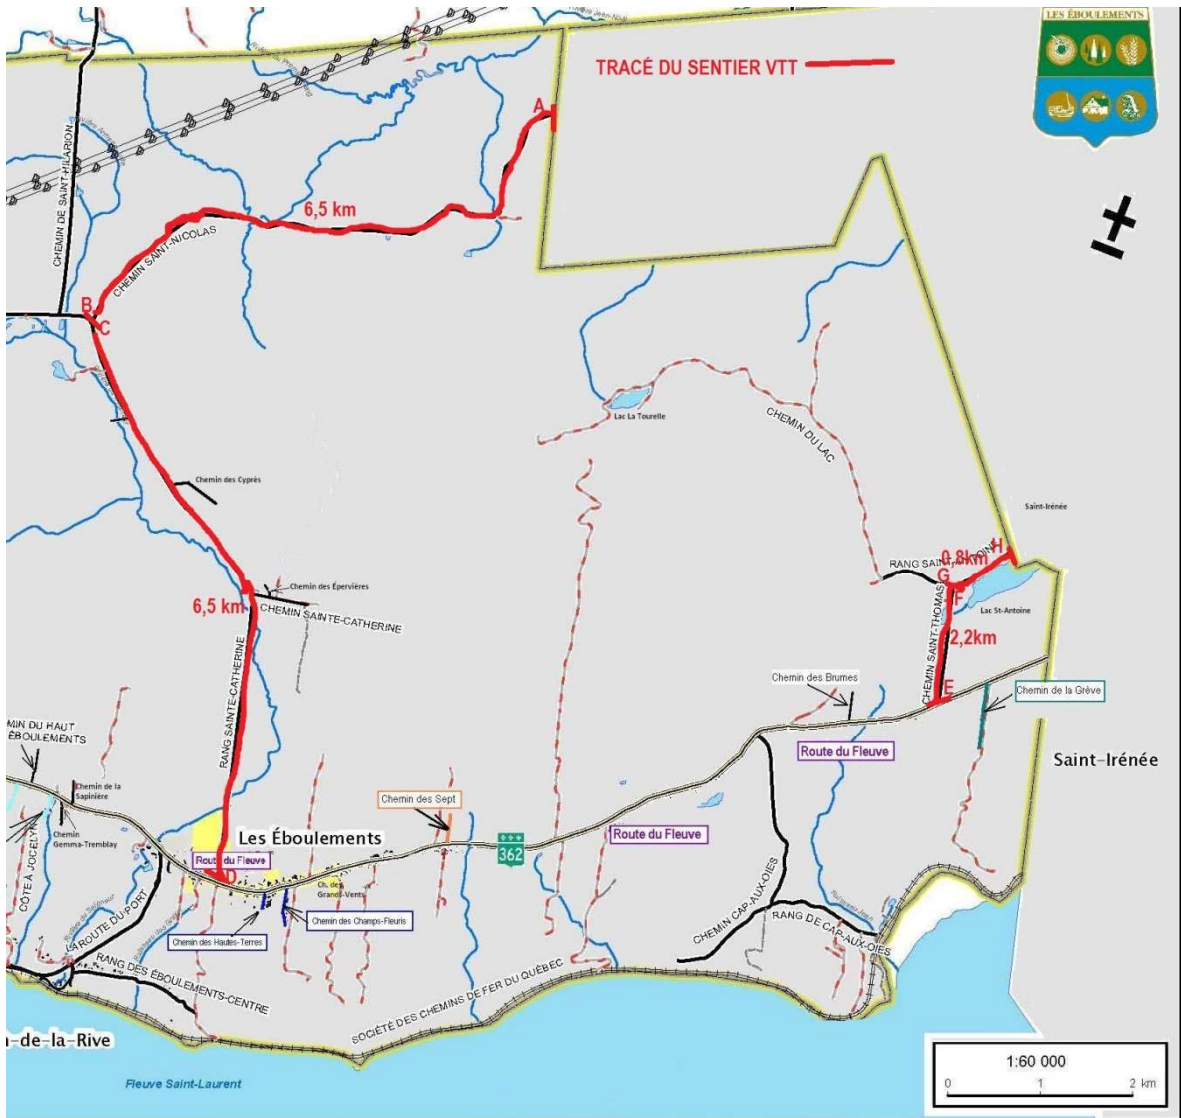 LES ÉBOULEMENTS
TRACÉ DU SENTIER VTT
A
6,5 km
CHEMIN DE SAINT-HILARION
CHEMIN SAINT-NICOLAS
B
C
Lac La Tourelle
CHEMIN DU LAC
Chemin des Cyprès
Saint-Irénée
H
0,8km
RANG SAINT-ANTOINE
G
F
Lac St-Antoine
Chemin des Épervières
6,5 km
CHEMIN SAINTE-CATHERINE
2,2km
CHEMIN SAINT-THOMAS
E
RANG SAINTE-CATHERINE
Chemin des Brumes
Chemin de la Grève
MIN DU HAUT
ÉBOULEMENTS
Route du Fleuve
Saint-Irénée
Chemin de la
Sapinière
Chemin des Sept
Chemin
Gemma-Tremblay
Les Éboulements
Route du Fleuve
362
Route du Fleuve
D
CÔTE À JOCELYN
Ch. des
Grands-Vents
LA ROUTE DU PORT
Chemin des Champs-Fleuris
Chemin des Hautes-Terres
CHEMIN CAP-AUX-OIES
RANG DE CAP-AUX-OIES
RANG DES ÉBOULEMENTS-CENTRE
SOCIÉTÉ DES CHEMINS DE FER DU QUÉBEC
n-de-la-Rive
Fleuve Saint-Laurent
1:60 000
0 1 2 km